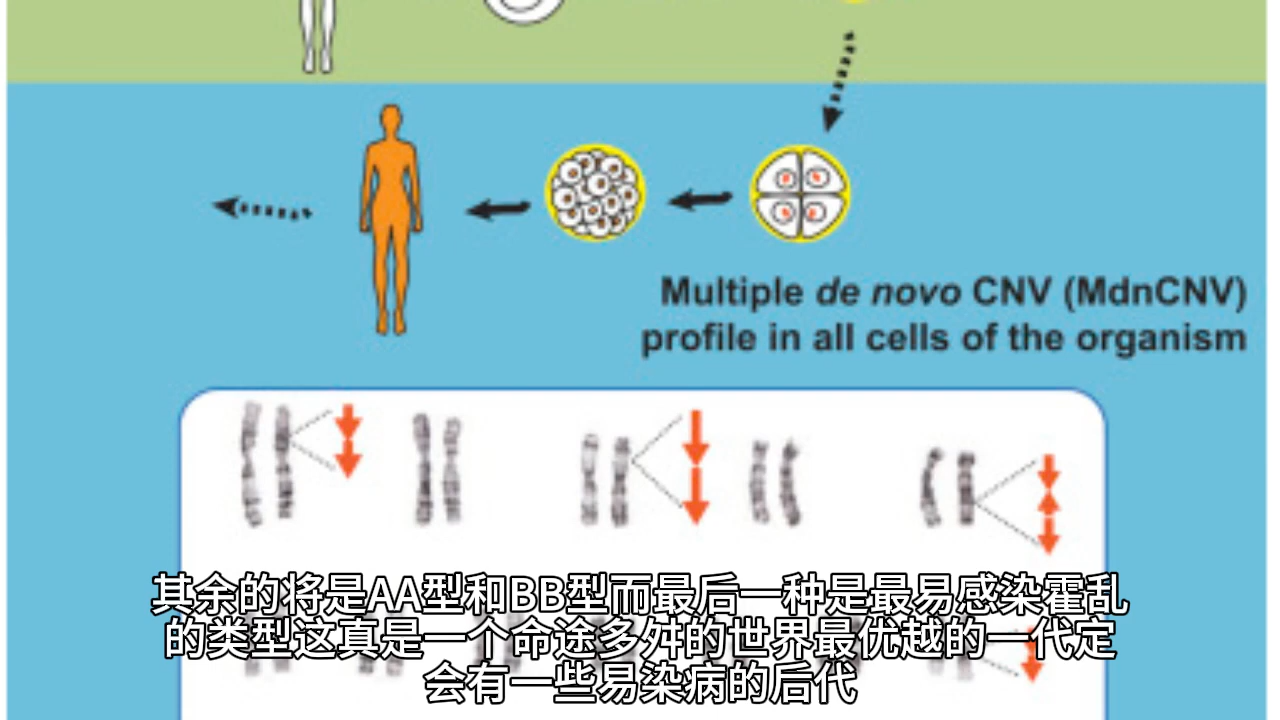 Multiple de novo CNV (MdnCNV)
profile in all cells of the organism
其余的将是AA型和BB型而最后一种是最易感染霍乱
的类型这真是一个命途多舛的世界最优越的一代定
会有一些易染病的后代